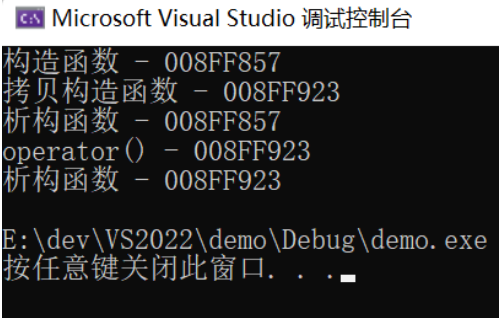 Microsoft Visual Studio 调试控制台
构造函数 - 008FF857
拷贝构造函数 - 008FF923
析构函数 - 008FF857
operator() - 008FF923
析构函数 - 008FF923
E:\dev\VS2022\demo\Debug\demo.exe
按任意键关闭此窗口. . .